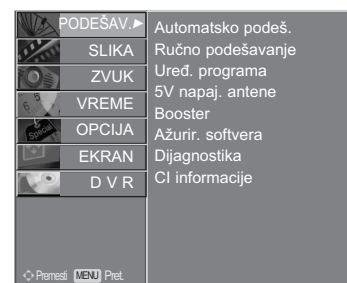 PODEŠAV.►
SLIKA
ZVUK
VREME
OPCIJA
EKRAN
D V R
Automatsko podeš.
Ručno podešavanje
Uređ. programa
5V napaj. antene
Booster
Ažurir. softvera
Dijagnostika
CI informacije
Premesti MENU Pret.